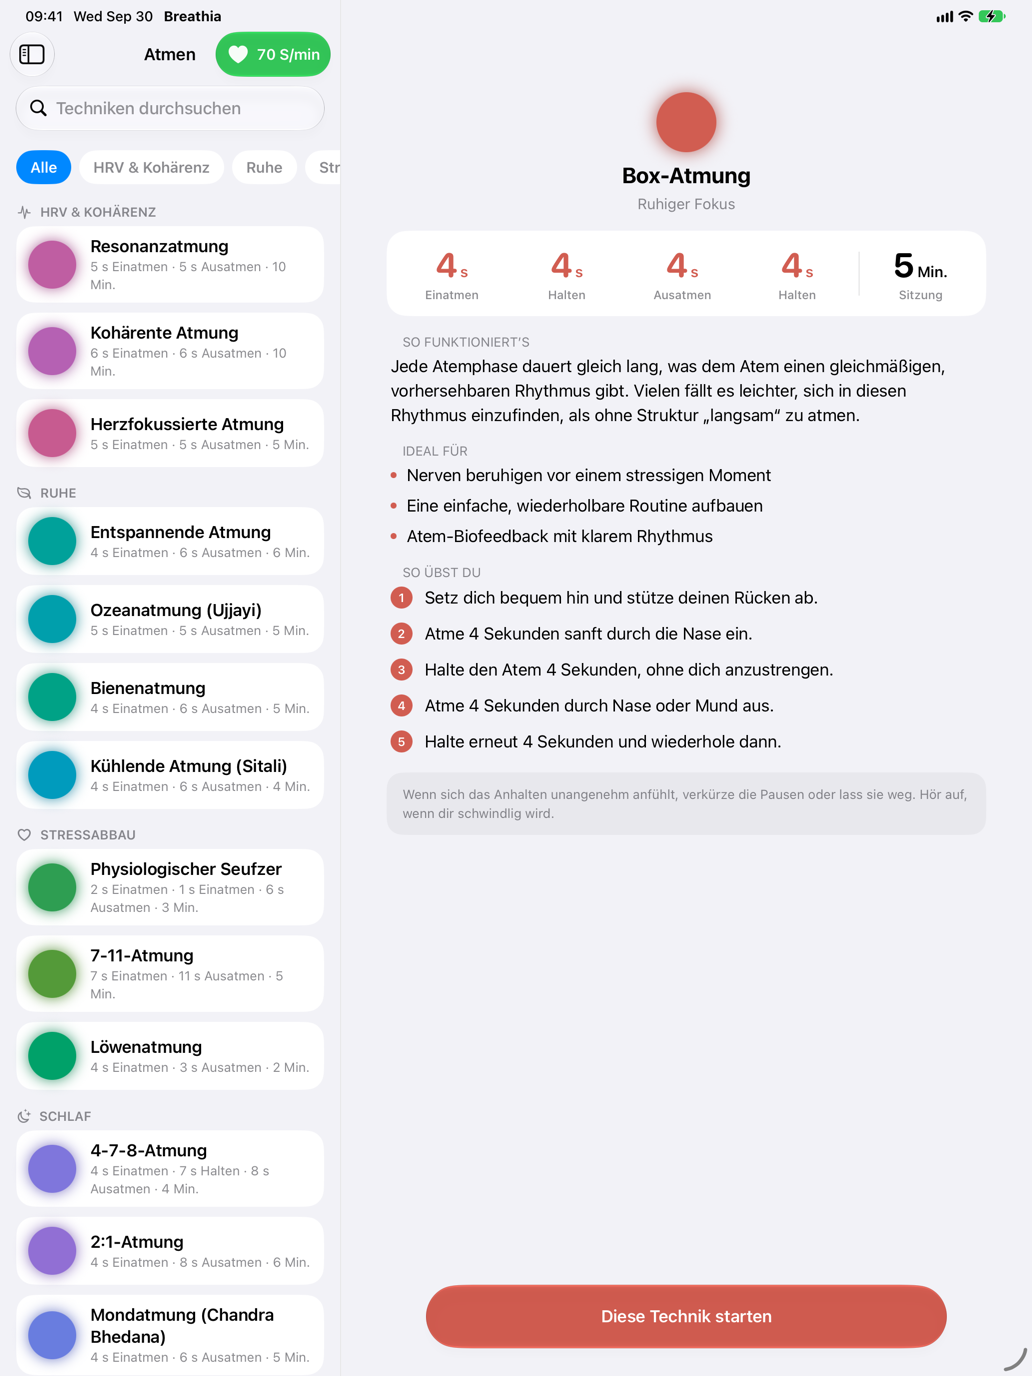 09:41 Wed Sep 30 Breathia
Atmen
70 S/min
Techniken durchsuchen
Alle
HRV & Kohärenz
Ruhe
Str
HRV & KOHÄRENZ
Resonanzatmung
5 s Einatmen · 5 s Ausatmen · 10
Min.
Kohärente Atmung
6 s Einatmen · 6 s Ausatmen · 10
Min.
Herzfokussierte Atmung
5 s Einatmen · 5 s Ausatmen · 5 Min.
RUHE
Entspannende Atmung
4 s Einatmen · 6 s Ausatmen · 6 Min.
Ozeanatmung (Ujjayi)
5 s Einatmen · 5 s Ausatmen · 5 Min.
Bienenatmung
4 s Einatmen · 6 s Ausatmen · 5 Min.
Kühlende Atmung (Sitali)
4 s Einatmen · 6 s Ausatmen · 4 Min.
STRESSABBAU
Physiologischer Seufzer
2 s Einatmen · 1 s Einatmen · 6 s
Ausatmen · 3 Min.
7-11-Atmung
7 s Einatmen · 11 s Ausatmen · 5
Min.
Löwenatmung
4 s Einatmen · 3 s Ausatmen · 2 Min.
SCHLAF
4-7-8-Atmung
4 s Einatmen · 7 s Halten · 8 s
Ausatmen · 4 Min.
2:1-Atmung
4 s Einatmen · 8 s Ausatmen · 6 Min.
Mondatmung (Chandra
Bhedana)
4 s Einatmen · 6 s Ausatmen · 5 Min.
Box-Atmung
Ruhiger Fokus
4 s
Einatmen
4 s
Halten
4 s
Ausatmen
4 s
Halten
5 Min.
Sitzung
SO FUNKTIONIERT'S
Jede Atemphase dauert gleich lang, was dem Atem einen gleichmäßigen,
vorhersehbaren Rhythmus gibt. Vielen fällt es leichter, sich in diesen
Rhythmus einzufinden, als ohne Struktur „langsam“ zu atmen.
IDEAL FÜR
• Nerven beruhigen vor einem stressigen Moment
• Eine einfache, wiederholbare Routine aufbauen
• Atem-Biofeedback mit klarem Rhythmus
SO ÜBST DU
1 Setz dich bequem hin und stütze deinen Rücken ab.
2 Atme 4 Sekunden sanft durch die Nase ein.
3 Halte den Atem 4 Sekunden, ohne dich anzustrengen.
4 Atme 4 Sekunden durch Nase oder Mund aus.
5 Halte erneut 4 Sekunden und wiederhole dann.
Wenn sich das Anhalten unangenehm anfühlt, verkürze die Pausen oder lass sie weg. Hör auf,
wenn dir schwindlig wird.
Diese Technik starten